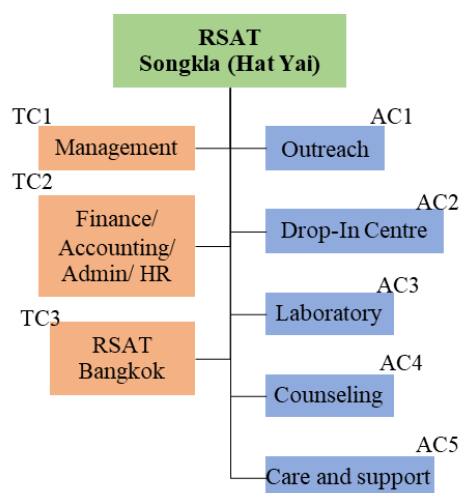 RSAT
Songkla (Hat Yai)
TC1
Management
TC2
Finance/
Accounting/
Admin/ HR
TC3
RSAT
Bangkok
AC1
Outreach
AC2
Drop-In Centre
AC3
Laboratory
AC4
Counseling
AC5
Care and support